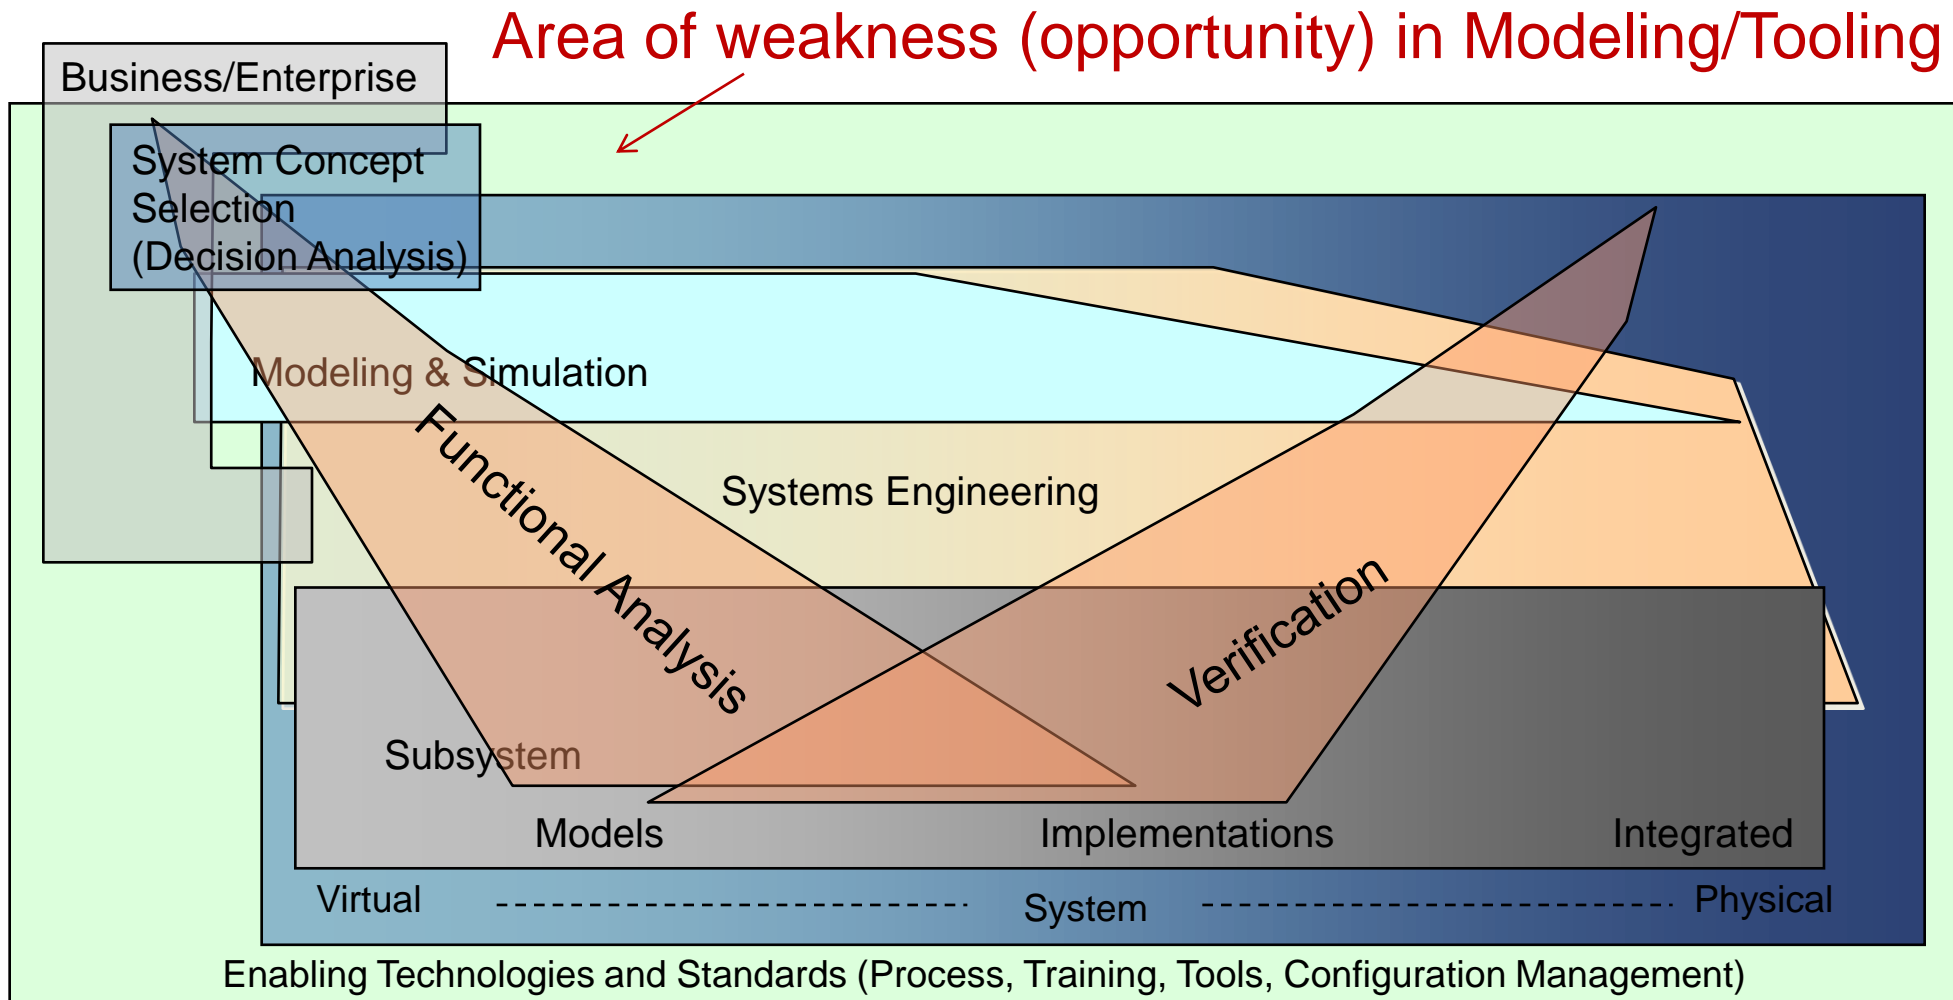 Area of weakness (opportunity) in Modeling/Tooling
Business/Enterprise
System Concept
Selection
(Decision Analysis)
Modeling & Simulation
Functional Analysis
Systems Engineering
Verification
Subsystem
Models
Implementations
Integrated
Virtual
System
Physical
Enabling Technologies and Standards (Process, Training, Tools, Configuration Management)